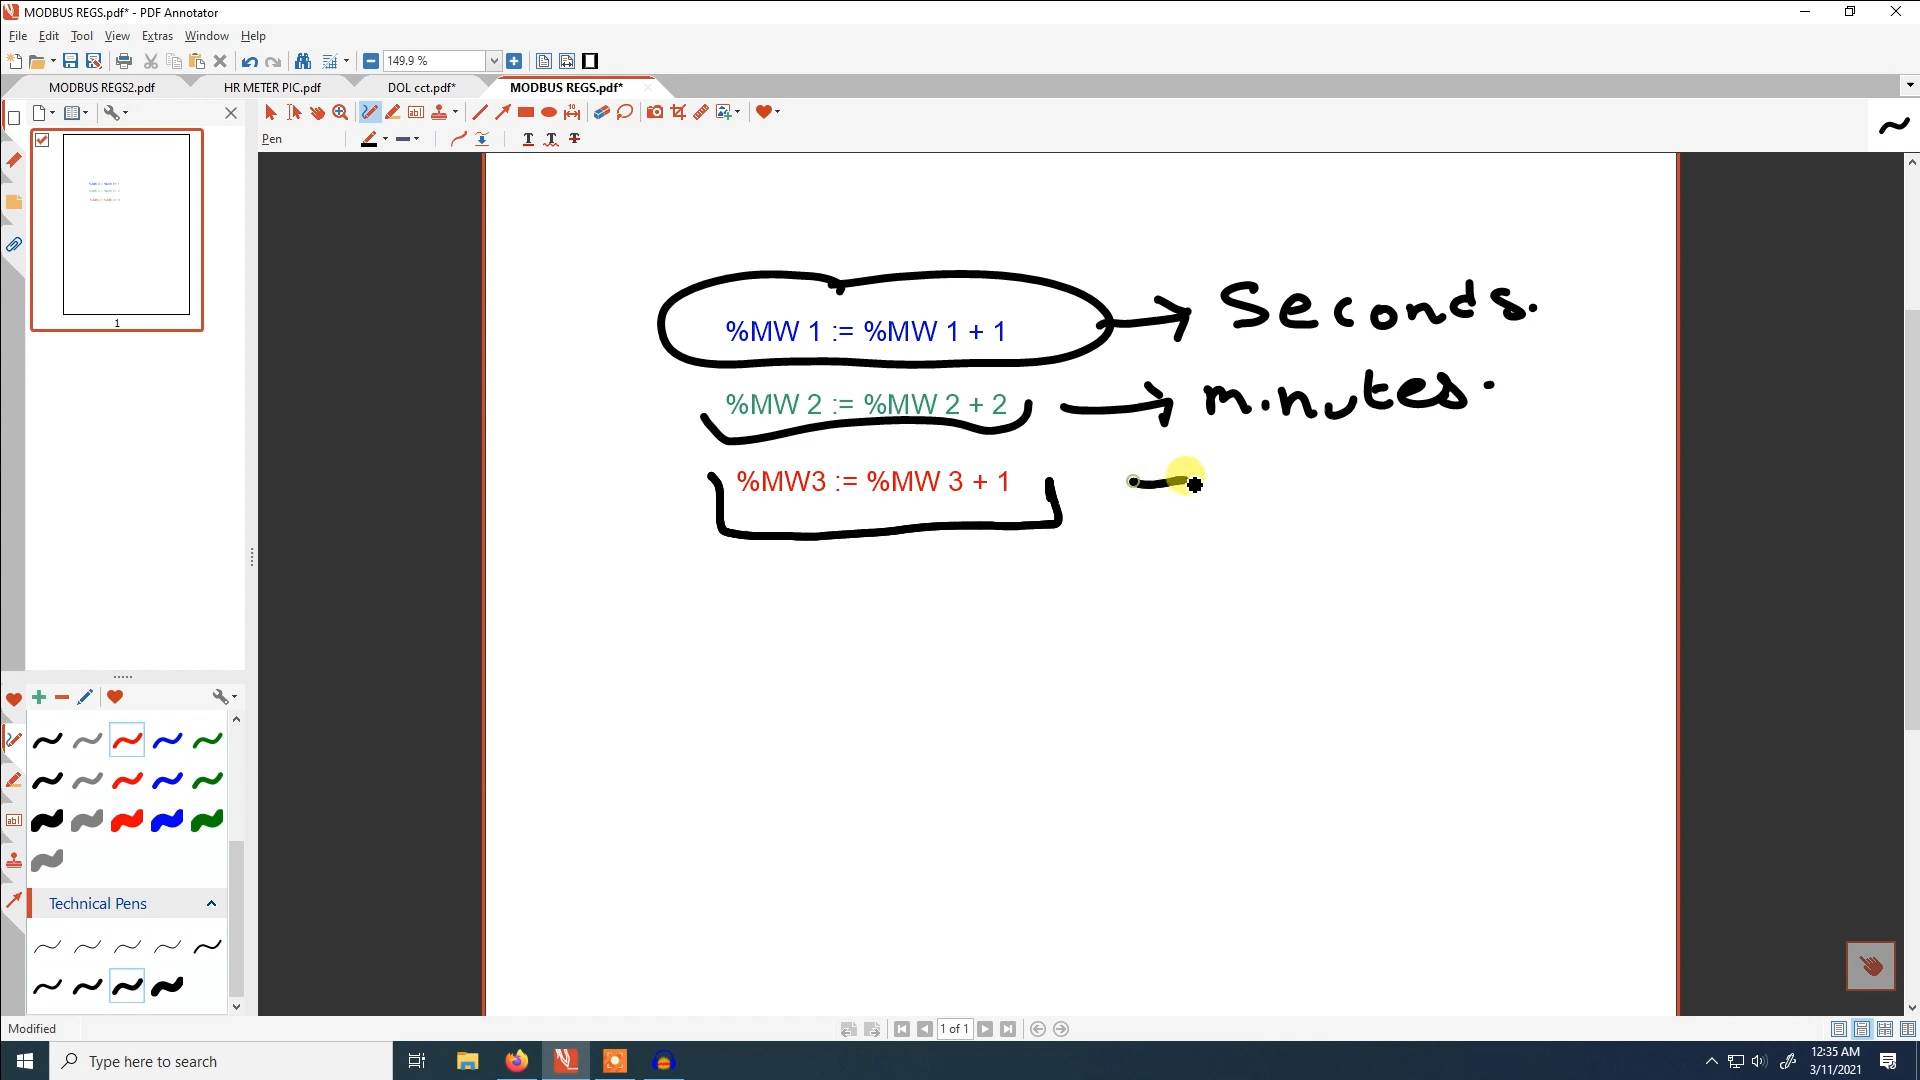 MODBUS REGS.pdf* - PDF Annotator
File Edit Tool View Extras Window Help
149.9 %
MODBUS REGS2.pdf HR METER PIC.pdf DOL cct.pdf* MODBUS REGS.pdf*
Pen
%MW 1 := %MW 1 + 1 Seconds.
%MW 2 := %MW 2 + 2 minutes.
%MW3 := %MW 3 + 1
1
Technical Pens
Modified
1 of 1
Type here to search
12:35 AM
3/11/2021